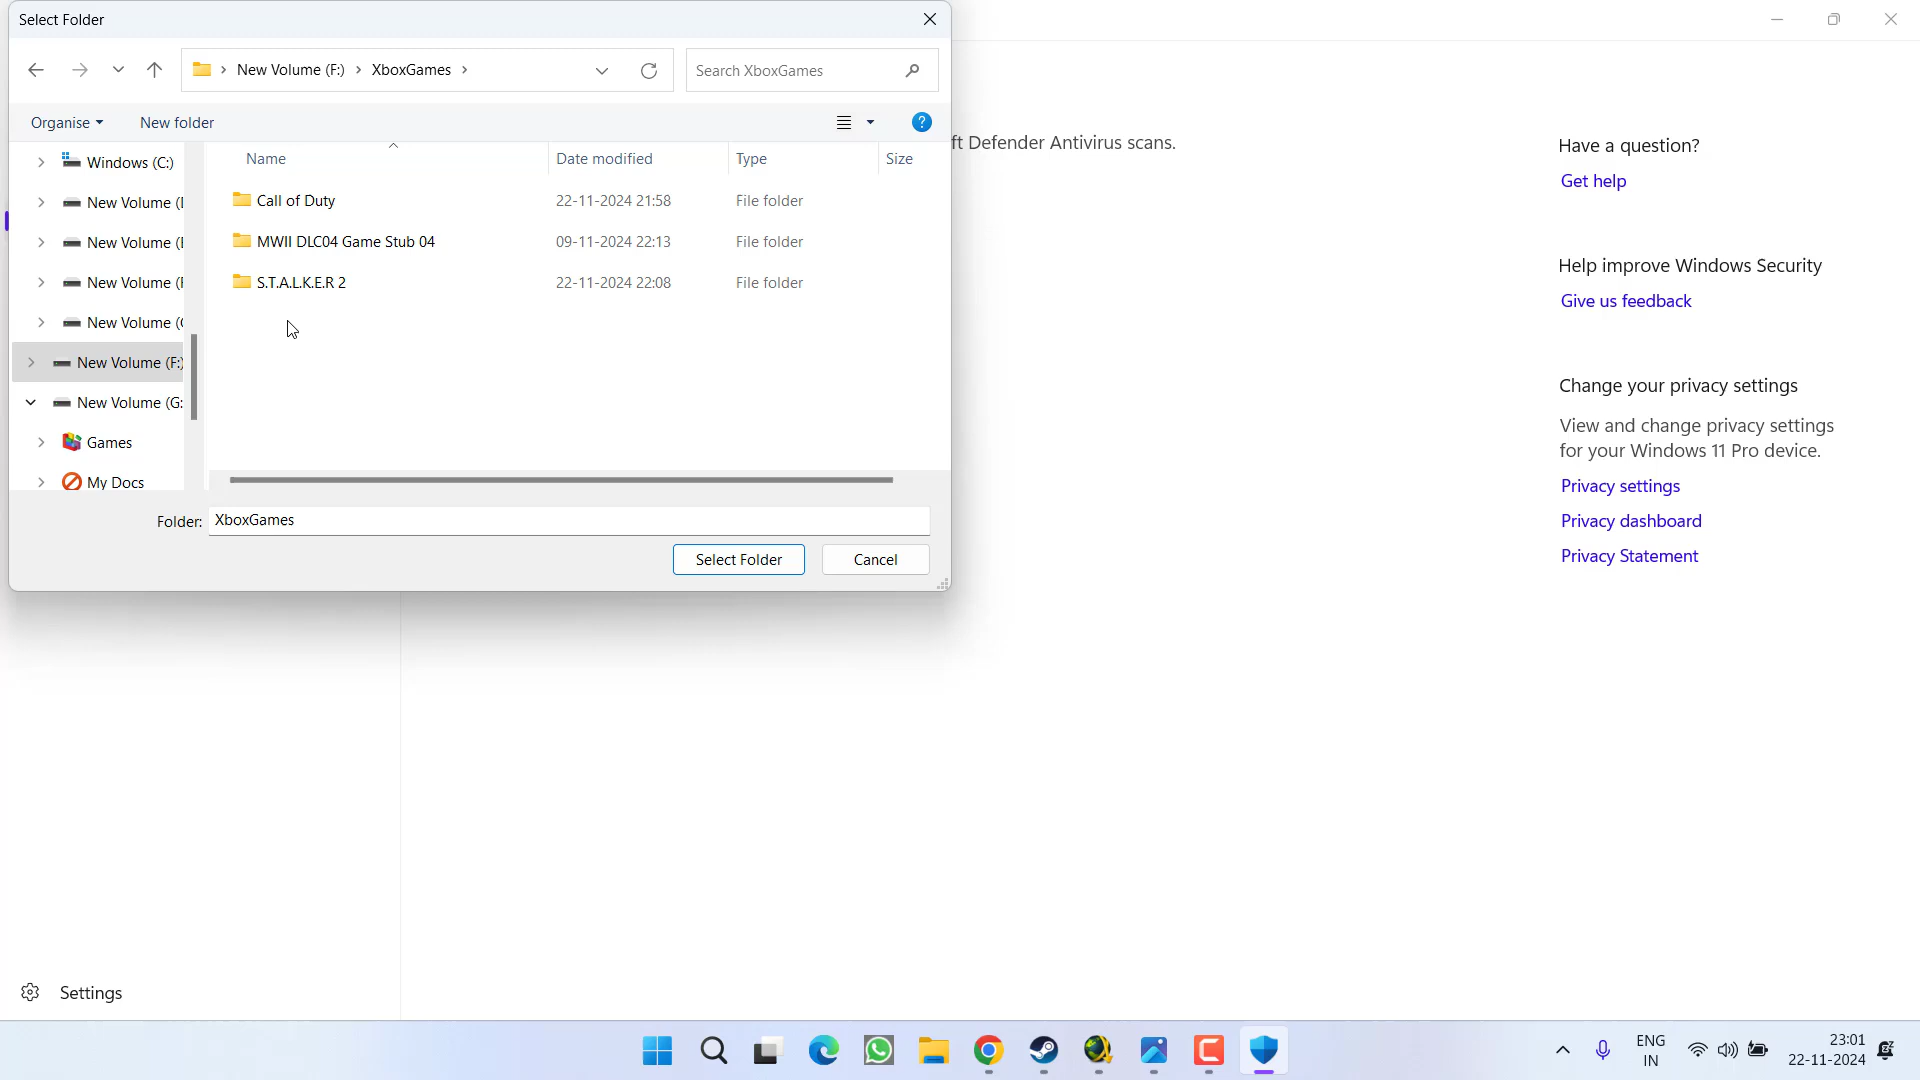 Select Folder
New Volume (F:) XboxGames
Search XboxGames
Organise
New folder
Windows (C:)
New Volume (
New Volume (
New Volume (
New Volume (
New Volume (F:)
New Volume (G:
Games
My Docs
Name
Date modified
Type
Size
Call of Duty
22-11-2024 21:58
File folder
MWII DLC04 Game Stub 04
09-11-2024 22:13
File folder
S.T.A.L.K.E.R 2
22-11-2024 22:08
File folder
Folder: XboxGames
Select Folder
Cancel
ft Defender Antivirus scans.
Have a question?
Get help
Help improve Windows Security
Give us feedback
Change your privacy settings
View and change privacy settings
for your Windows 11 Pro device.
Privacy settings
Privacy dashboard
Privacy Statement
Settings
ENG
IN
23:01
22-11-2024